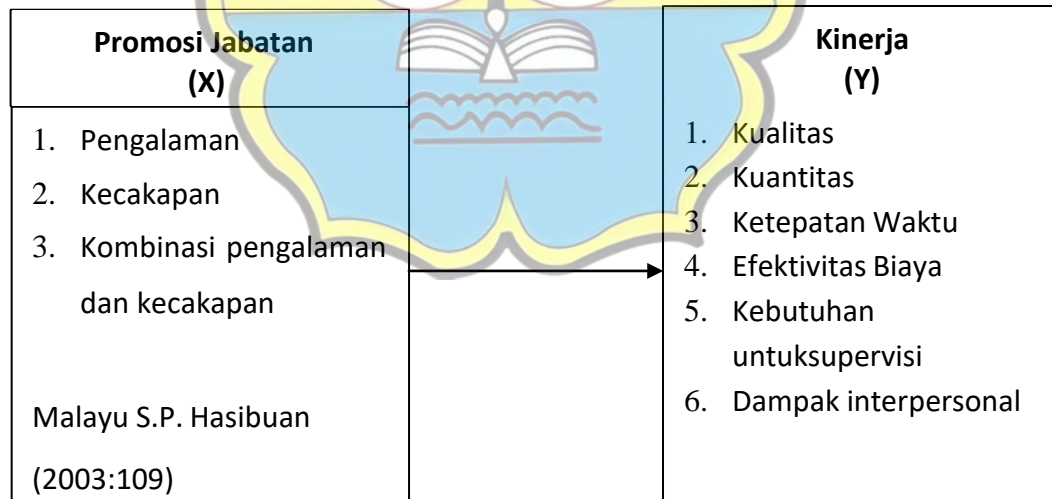 Promosi Jabatan
(X)
1. Pengalaman
2. Kecakapan
3. Kombinasi pengalaman
dan kecakapan
Malayu S.P. Hasibuan
(2003:109)
Kinerja
(Y)
1. Kualitas
2. Kuantitas
3. Ketepatan Waktu
4. Efektivitas Biaya
5. Kebutuhan
untuksupervisi
6. Dampak interpersonal